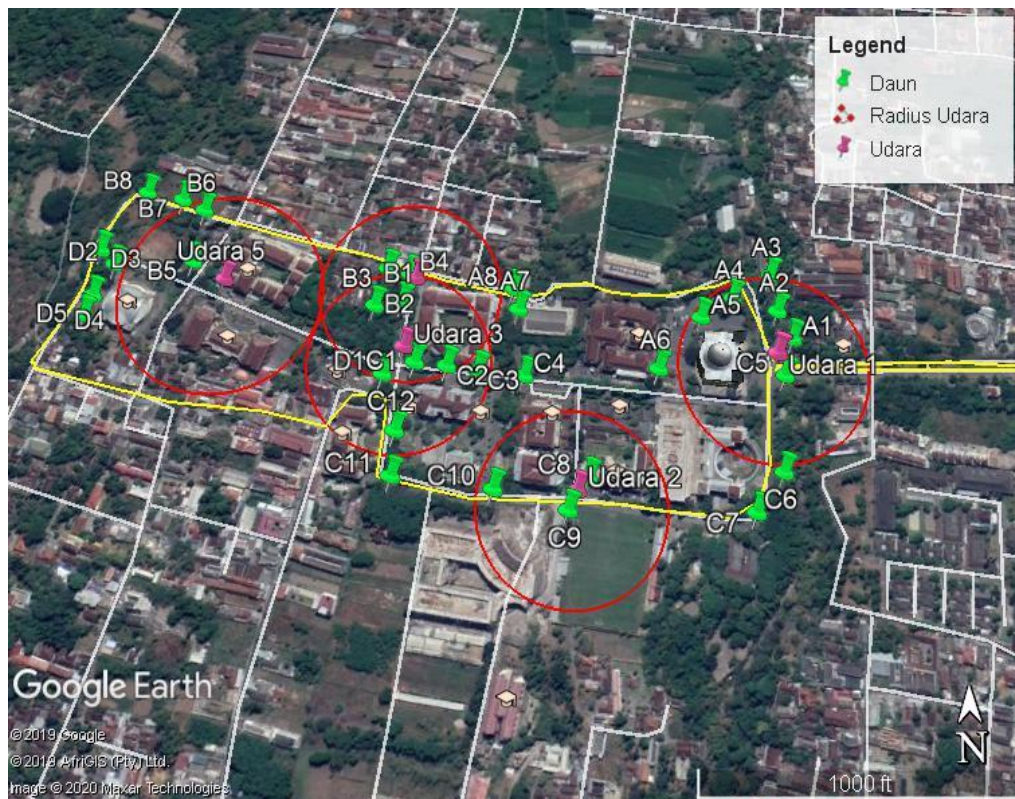 Legend
Daun
Radius Udara
Udara
B8
B6
B7
A3
D2
D3
Udara 5
B5
B3
B1
B4
A8
A7
A4
A2
D5
D4
B2
A5
A1
Udara 3
A6
D1
C1
C2
C3
C4
C5
Udara 1
C12
C11
C10
C8
Udara 2
C9
C7
C6
Google Earth
© 2019 Google
© 2019 AfriGIS (Pty) Ltd.
Image © 2020 Maxar Technologies
N
1000 ft